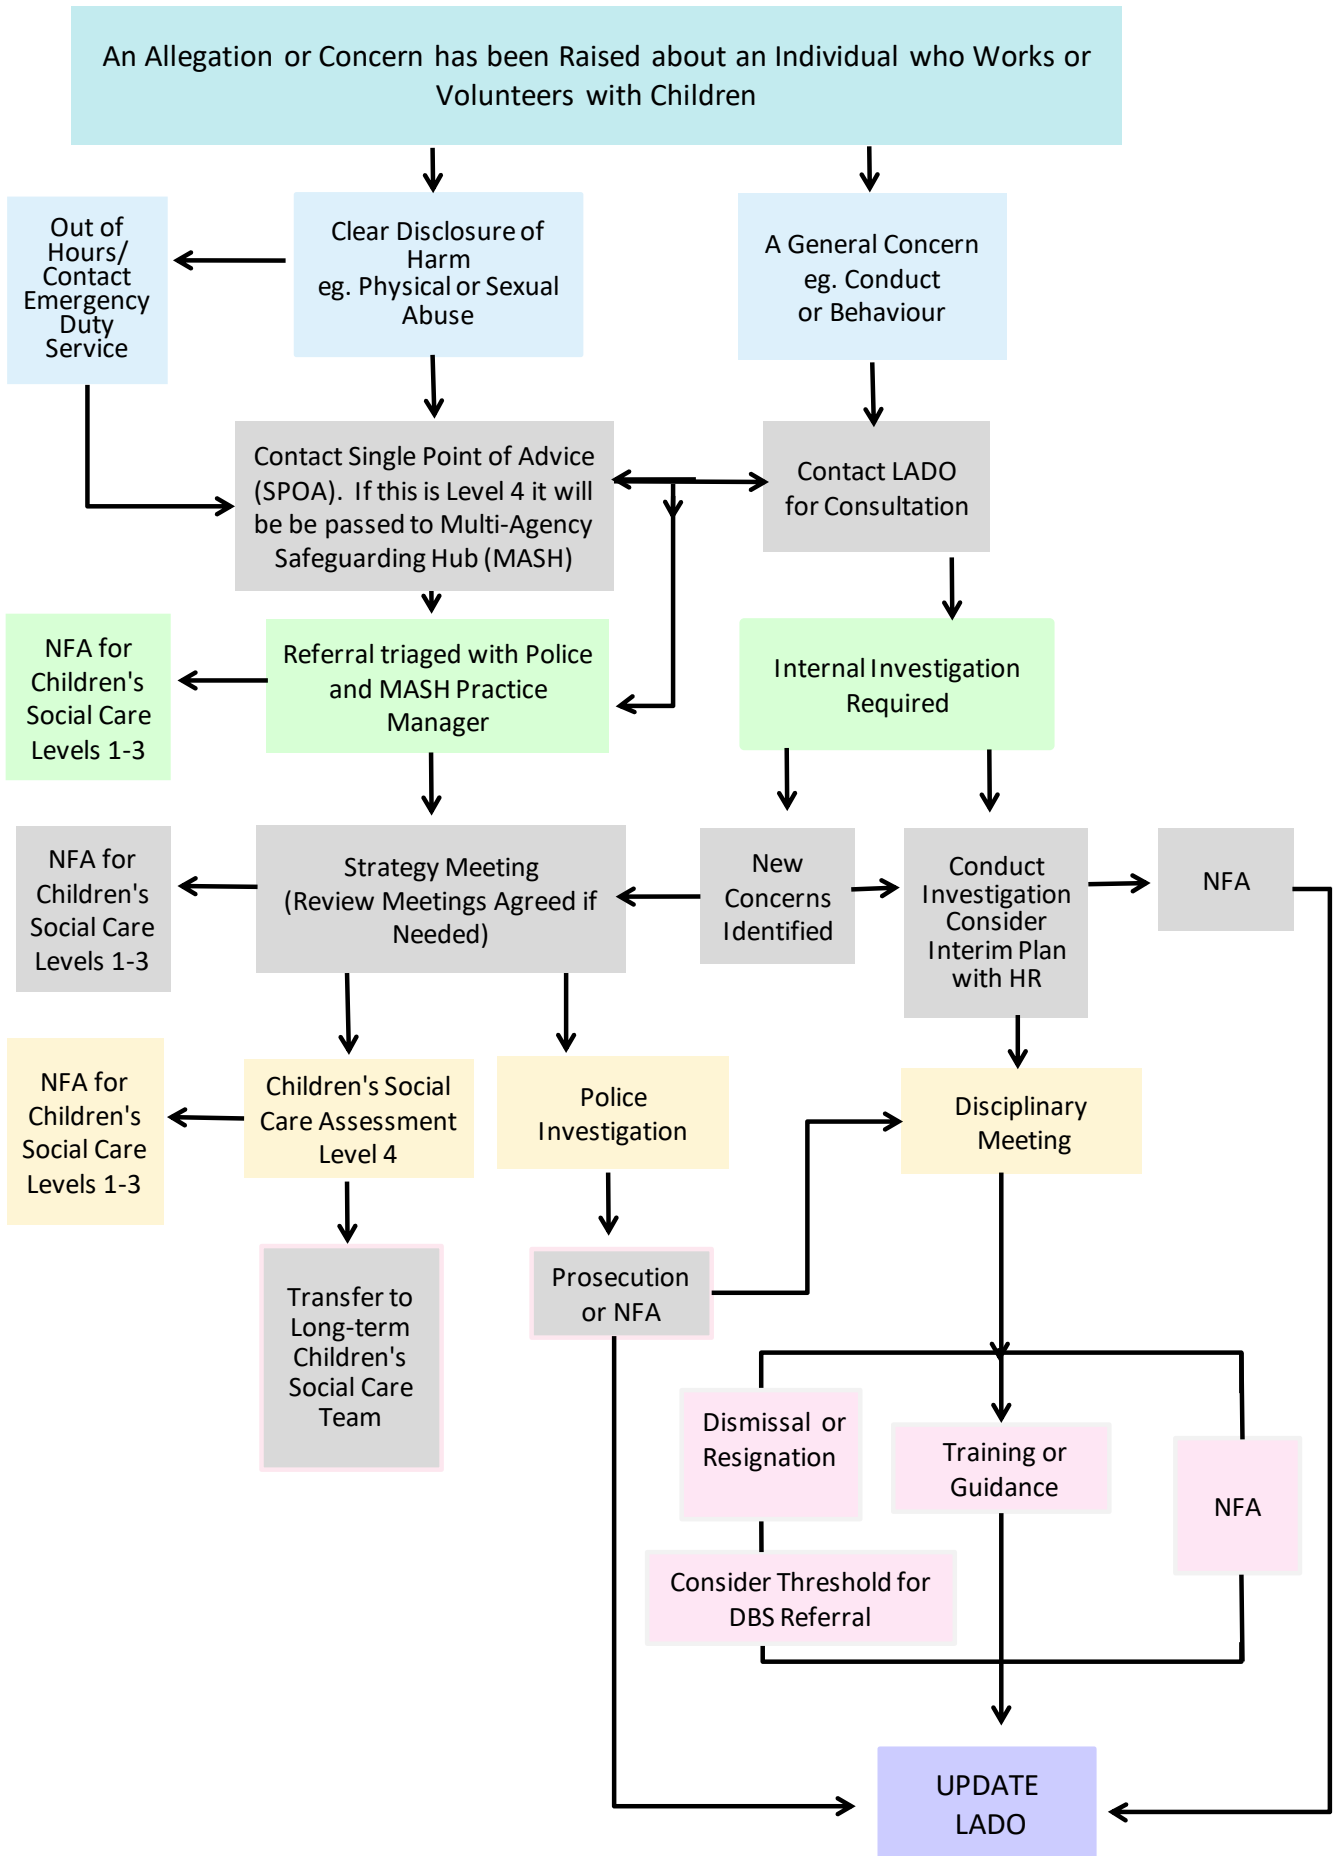 An Allegation or Concern has been Raised about an Individual who Works or
Volunteers with Children
Out of
Hours/
Contact
Emergency
Duty
Service
Clear Disclosure of
Harm
eg. Physical or Sexual
Abuse
A General Concern
eg. Conduct
or Behaviour
Contact Single Point of Advice
(SPOA). If this is Level 4 it will
be be passed to Multi-Agency
Safeguarding Hub (MASH)
Contact LADO
for Consultation
NFA for
Children's
Social Care
Levels 1-3
Referral triaged with Police
and MASH Practice
Manager
Internal Investigation
Required
NFA for
Children's
Social Care
Levels 1-3
Strategy Meeting
(Review Meetings Agreed if
Needed)
New
Concerns
Identified
Conduct
Investigation
Consider
Interim Plan
with HR
NFA
NFA for
Children's
Social Care
Levels 1-3
Children's Social
Care Assessment
Level 4
Police
Investigation
Disciplinary
Meeting
Transfer to
Long-term
Children's
Social Care
Team
Prosecution
or NFA
Dismissal or
Resignation
Training or
Guidance
NFA
Consider Threshold for
DBS Referral
UPDATE
LADO